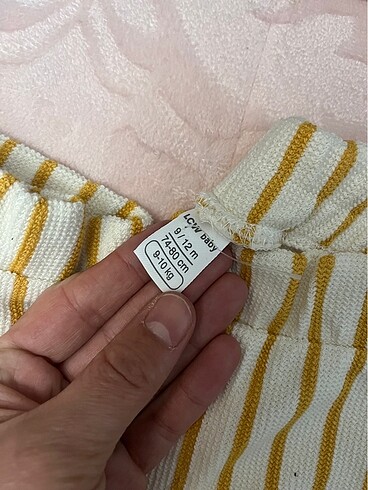 LCW baby
9 / 12 m
74-80 cm
9-10 kg